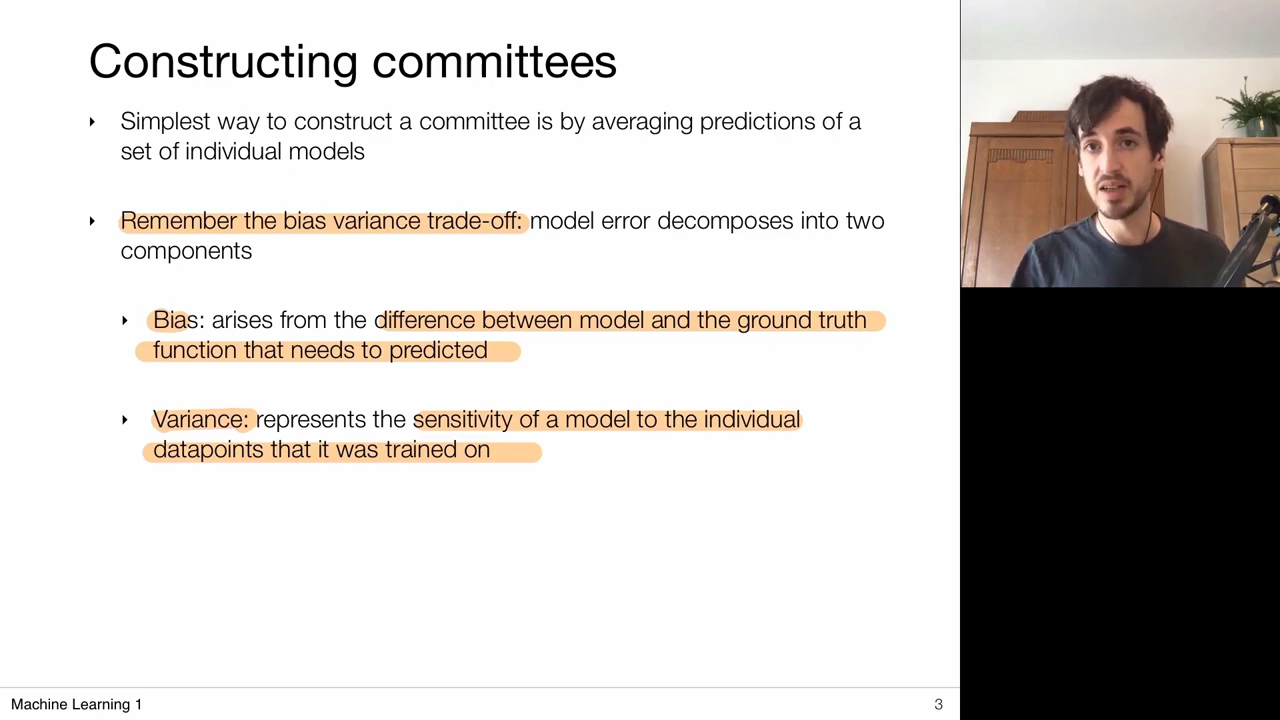 Constructing committees
‣ Simplest way to construct a committee is by averaging predictions of a
set of individual models
‣ Remember the bias variance trade-off: model error decomposes into two
components
‣ Bias: arises from the difference between model and the ground truth
function that needs to predicted
‣ Variance: represents the sensitivity of a model to the individual
datapoints that it was trained on
Machine Learning 1
3